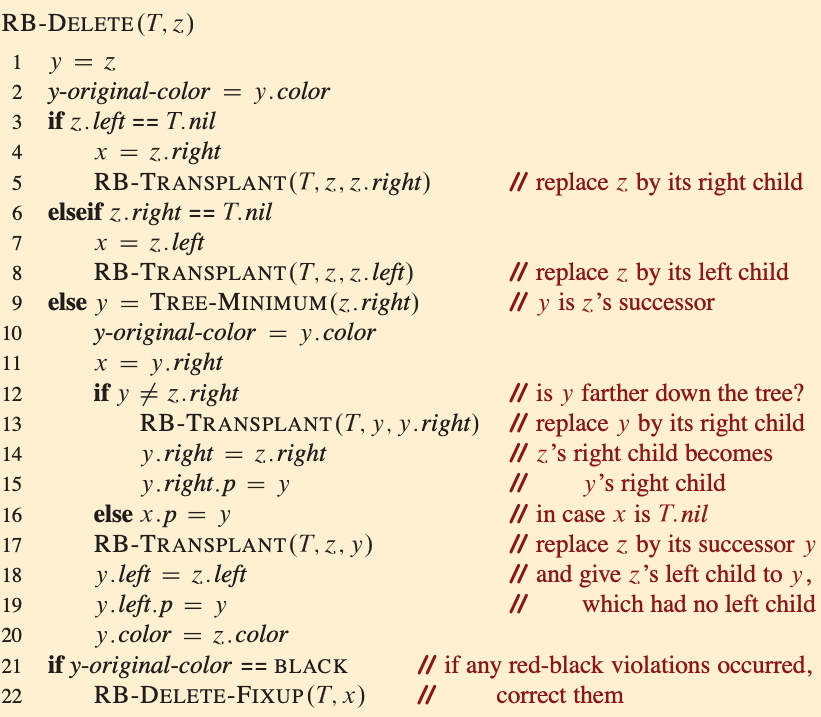 RB-DELETE(T, z)
1 y = z
2 y-original-color = y.color
3 if z.left == T.nil
4 x = z.right
5 RB-TRANSPLANT(T, z, z.right) // replace z by its right child
6 elseif z.right == T.nil
7 x = z.left
8 RB-TRANSPLANT(T, z, z.left) // replace z by its left child
9 else y = TREE-MINIMUM(z.right) // y is z’s successor
10 y-original-color = y.color
11 x = y.right
12 if y ≠ z.right // is y farther down the tree?
13 RB-TRANSPLANT(T, y, y.right) // replace y by its right child
14 y.right = z.right // z’s right child becomes
15 y.right.p = y // y’s right child
16 else x.p = y // in case x is T.nil
17 RB-TRANSPLANT(T, z, y) // replace z by its successor y
18 y.left = z.left // and give z’s left child to y,
19 y.left.p = y // which had no left child
20 y.color = z.color
21 if y-original-color == BLACK // if any red-black violations occurred,
22 RB-DELETE-FIXUP(T, x) // correct them